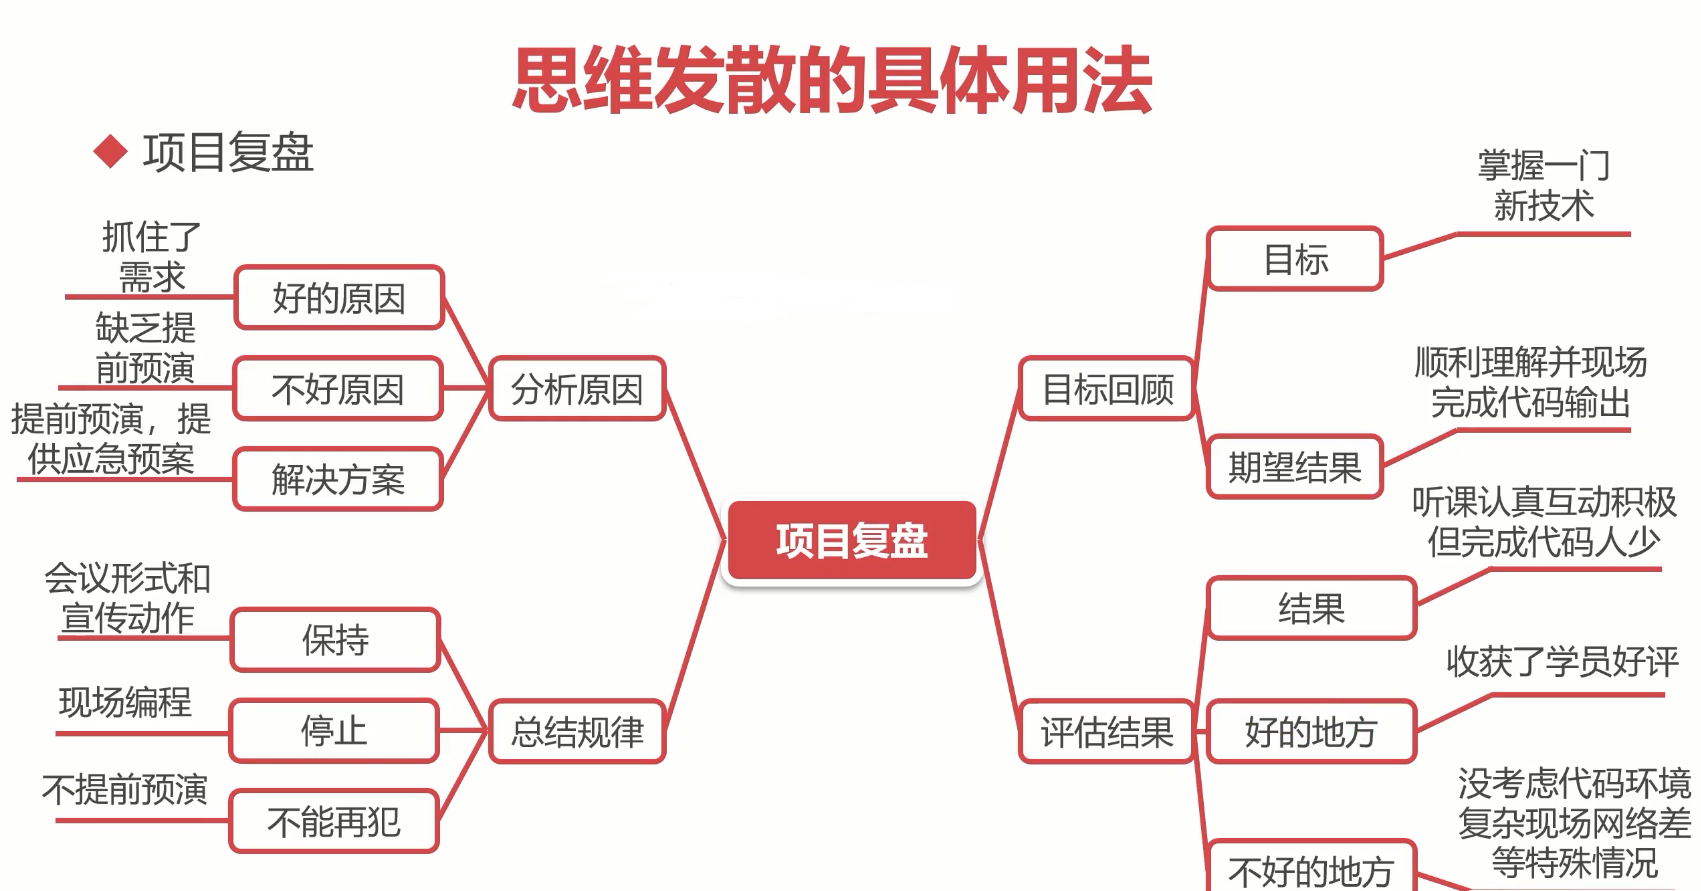 思维发散的具体用法
项目复盘
抓住了
需求
好的原因
缺乏提
前预演
不好原因
提前预演，提
供应急预案
解决方案
分析原因
会议形式和
宣传动作
保持
现场编程
停止
不提前预演
不能再犯
总结规律
项目复盘
目标回顾
目标
掌握一门
新技术
期望结果
顺利理解并现场
完成代码输出
评估结果
结果
听课认真互动积极
但完成代码人少
好的地方
收获了学员好评
不好的地方
没考虑代码环境
复杂现场网络差
等特殊情况